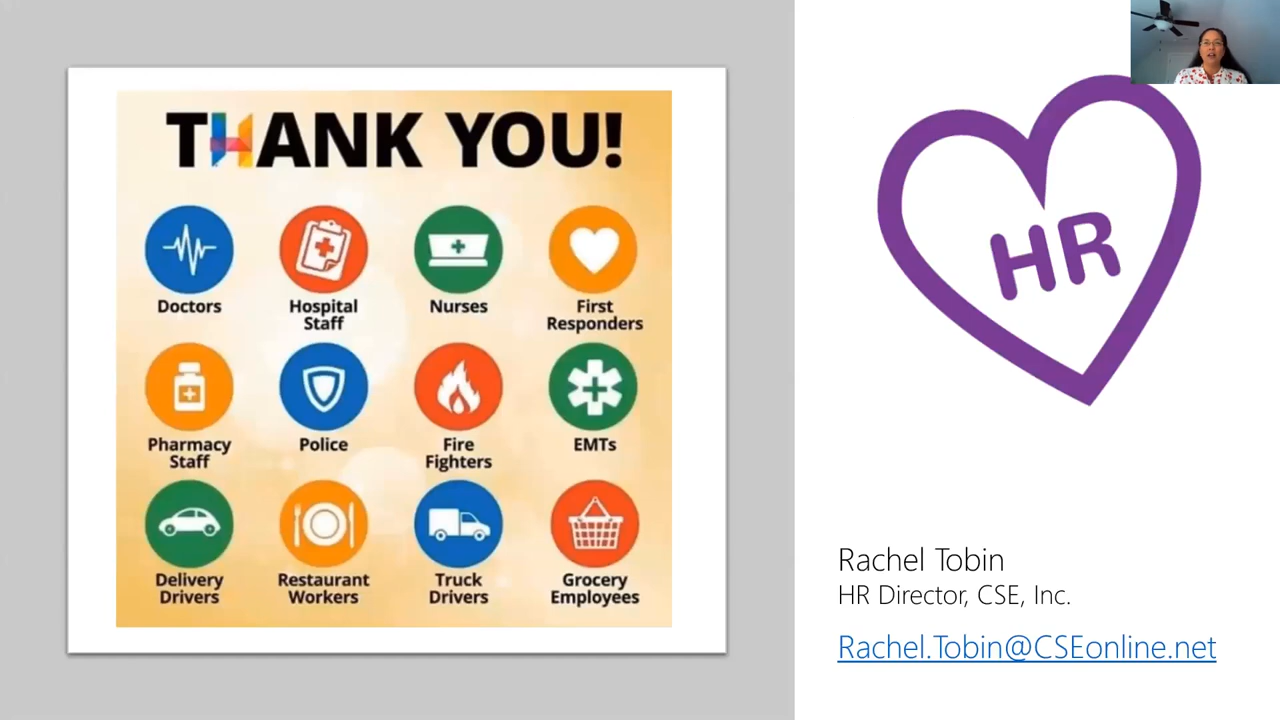 THANK YOU!
Doctors
Hospital
Staff
Nurses
First
Responders
Pharmacy
Staff
Police
Fire
Fighters
EMTs
Delivery
Drivers
Restaurant
Workers
Truck
Drivers
Grocery
Employees
HR
Rachel Tobin
HR Director, CSE, Inc.
Rachel.Tobin@CSEonline.net